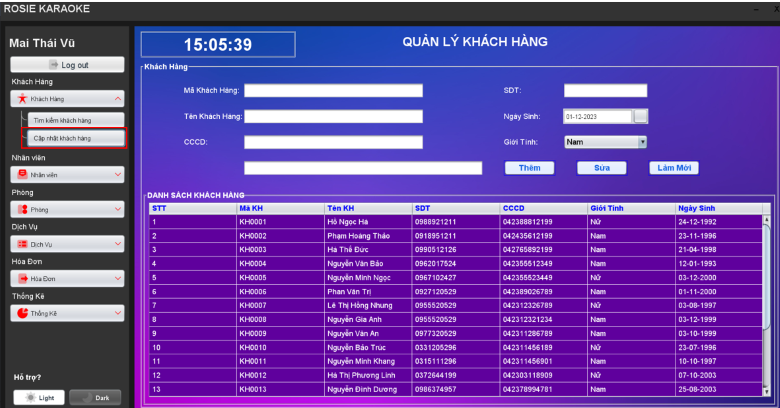 ROSIE KARAOKE
Mai Thái Vũ
Log out
Khách Hàng
Khách Hàng
Tìm kiếm khách hàng
Cập nhật khách hàng
Nhân viên
Nhân viên
Phòng
Phòng
Dịch Vụ
Dịch Vụ
Hóa Đơn
Hóa Đơn
Thống Kê
Thống Kê
Hỗ trợ?
Light
Dark
15:05:39
QUẢN LÝ KHÁCH HÀNG
Khách Hàng
Mã Khách Hàng:
SDT:
Tên Khách Hàng:
Ngày Sinh:
01-12-2023
CCCD:
Giới Tính:
Nam
Thêm
Sửa
Làm Mới
DANH SÁCH KHÁCH HÀNG
STT Mã KH Tên KH SDT CCCD Giới Tính Ngày Sinh
1 KH0001 Hồ Ngọc Hà 0988921211 042388812199 Nữ 24-12-1992
2 KH0002 Phạm Hoàng Thảo 0918951211 042435612199 Nam 23-11-1996
3 KH0003 Hà Thế Đức 0990512126 042765892199 Nam 21-04-1998
4 KH0004 Nguyễn Văn Bảo 0962017524 042355512349 Nam 12-01-1993
5 KH0005 Nguyễn Minh Ngọc 0967102427 042355523449 Nữ 03-12-2000
6 KH0006 Phan Văn Trị 0927120529 042389026789 Nam 01-11-2000
7 KH0007 Lê Thị Hồng Nhung 0955520529 042312326789 Nữ 03-08-1997
8 KH0008 Nguyễn Gia Anh 0955520529 042312321234 Nam 03-12-1999
9 KH0009 Nguyễn Văn An 0977320529 042311286789 Nam 03-10-1999
10 KH0010 Nguyễn Bảo Trúc 0331205296 042311456189 Nữ 23-07-1996
11 KH0011 Nguyễn Minh Khang 0315111296 042311456901 Nam 10-10-1997
12 KH0012 Hà Thị Phương Linh 0372644199 042303118909 Nữ 07-10-2003
13 KH0013 Nguyễn Đình Dương 0986374957 042378994781 Nam 25-08-2003